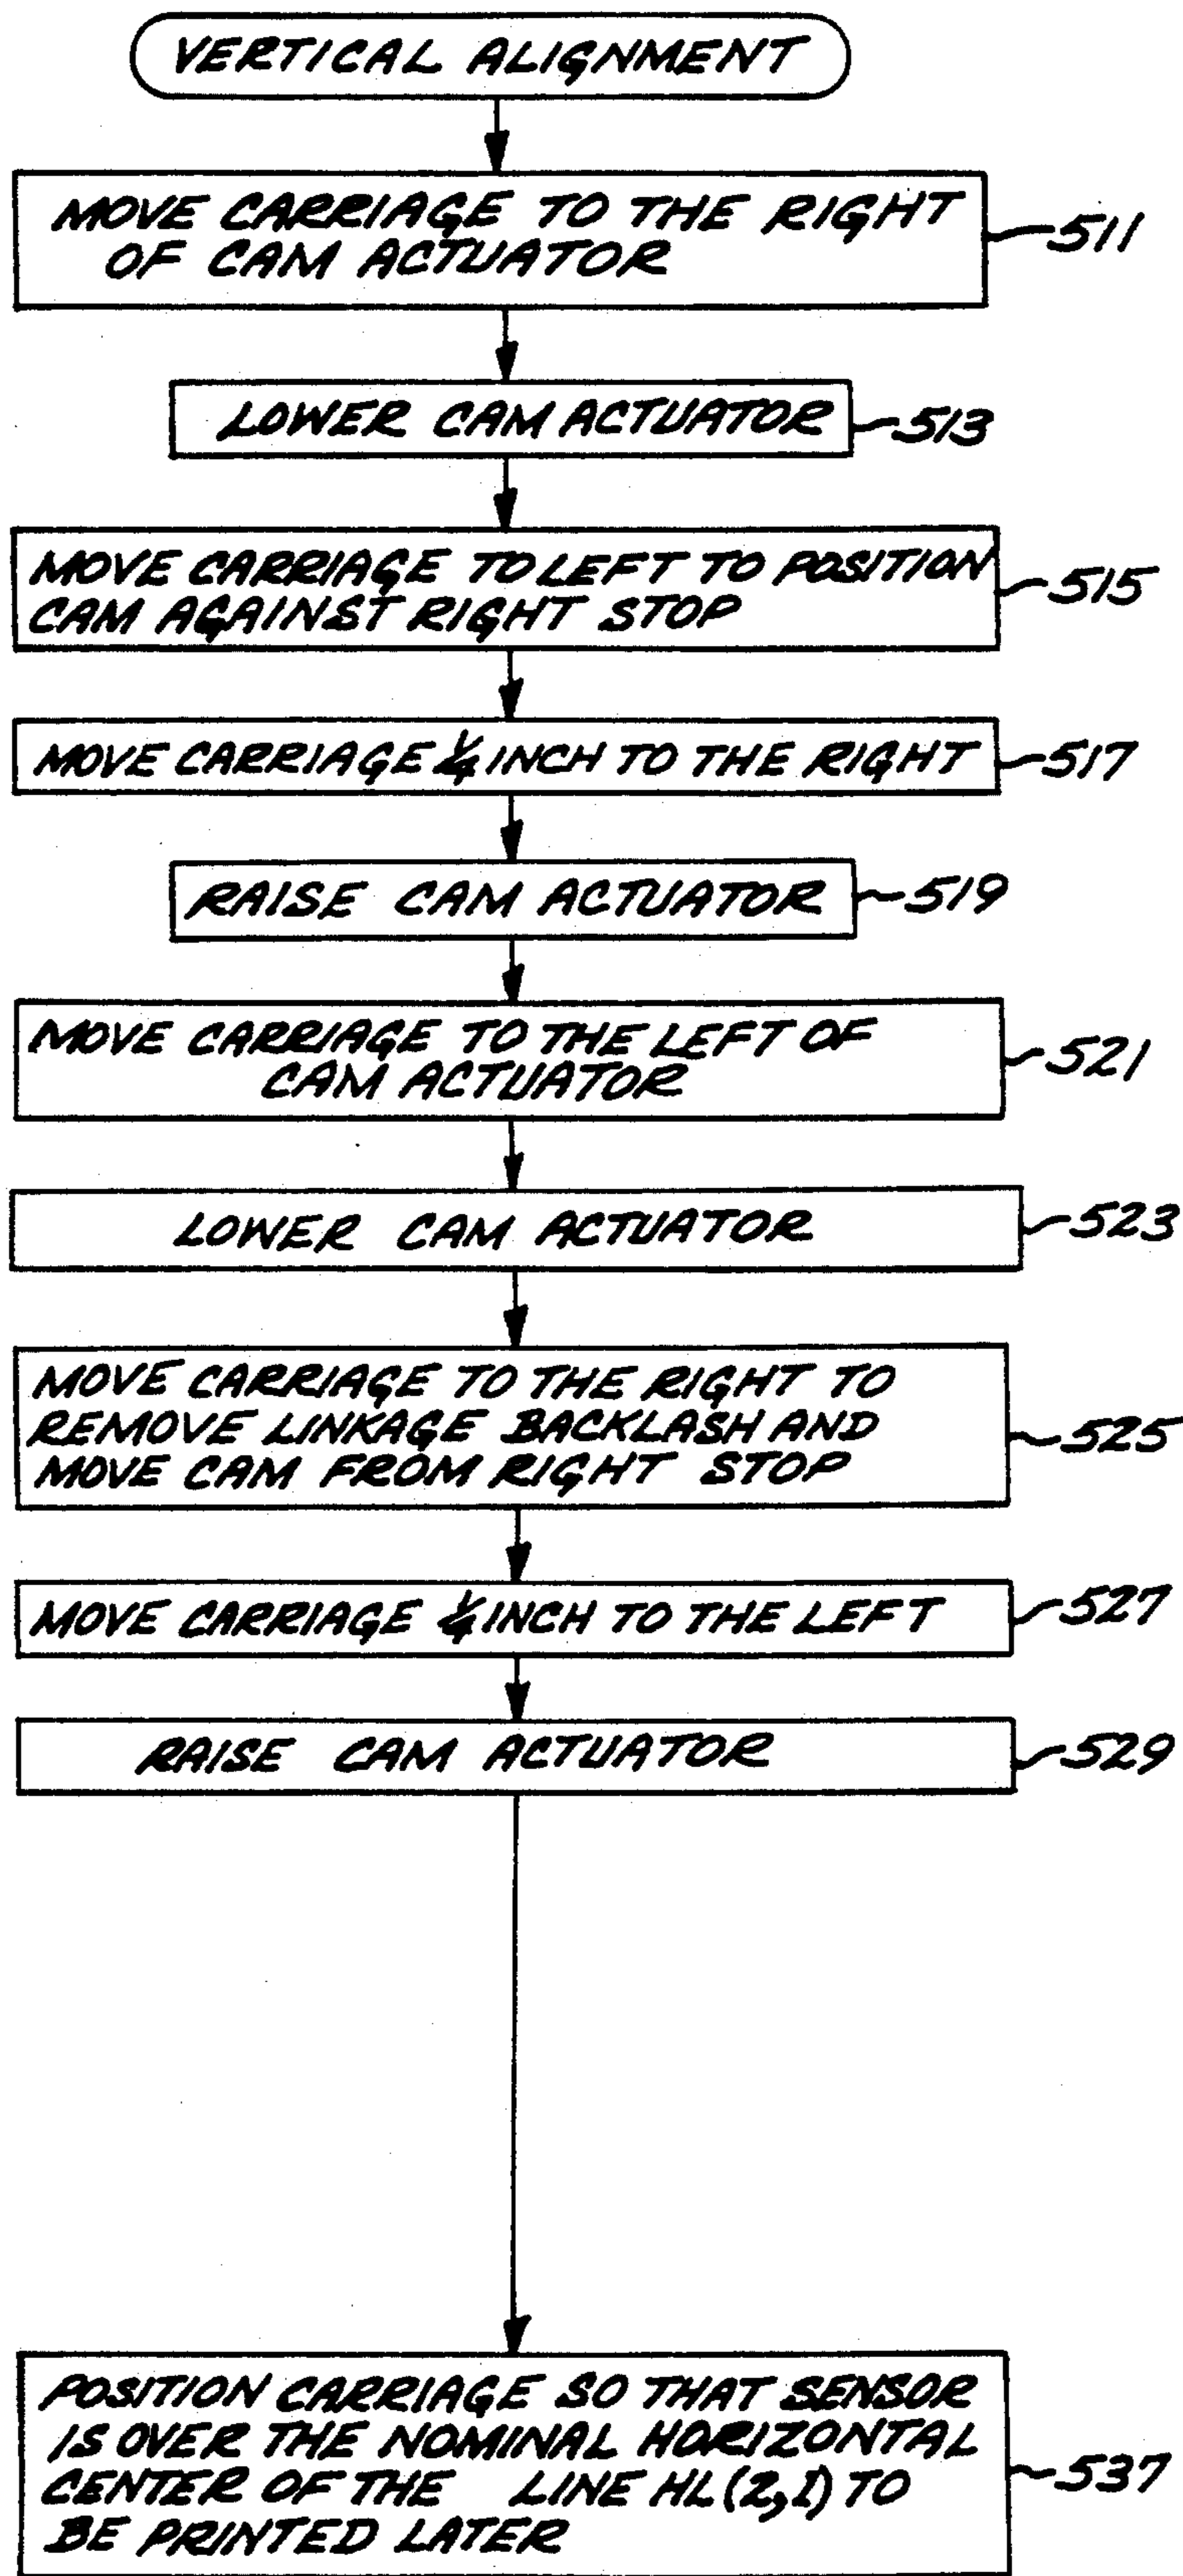 VERTICAL ALIGNMENT
MOVE CARRIAGE TO THE RIGHT
OF CAM ACTUATOR
511
LOWER CAM ACTUATOR
513
MOVE CARRIAGE TO LEFT TO POSITION
CAM AGAINST RIGHT STOP
515
MOVE CARRIAGE 1/4 INCH TO THE RIGHT
517
RAISE CAM ACTUATOR
519
MOVE CARRIAGE TO THE LEFT OF
CAM ACTUATOR
521
LOWER CAM ACTUATOR
523
MOVE CARRIAGE TO THE RIGHT TO
REMOVE LINKAGE BACKLASH AND
MOVE CAM FROM RIGHT STOP
525
MOVE CARRIAGE 1/4 INCH TO THE LEFT
527
RAISE CAM ACTUATOR
529
POSITION CARRIAGE SO THAT SENSOR
IS OVER THE NOMINAL HORIZONTAL
CENTER OF THE LINE HL(2,I) TO
BE PRINTED LATER
537